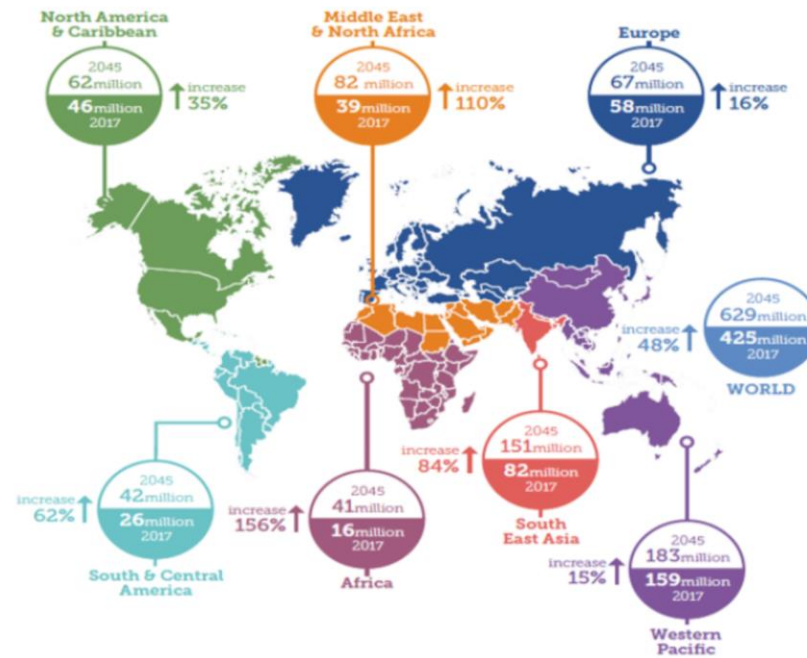 North America
& Caribbean
2045
62million
46million
2017
increase
35%
Middle East
& North Africa
2045
82 million
39million
2017
increase
110%
Europe
2045
67million
58million
2017
increase
16%
2045
629million
425million
2017
increase
48%
WORLD
2045
42million
26million
2017
increase
62%
South & Central
America
2045
41million
16million
2017
increase
156%
Africa
2045
151million
82million
2017
increase
84%
South
East Asia
2045
183million
159million
2017
increase
15%
Western
Pacific